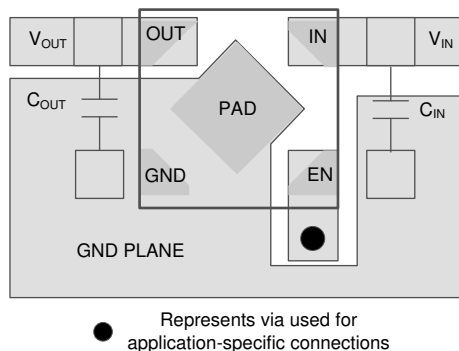 VOUT
OUT
IN
VIN
COUT
PAD
CIN
GND
EN
GND PLANE
Represents via used for
application-specific connections